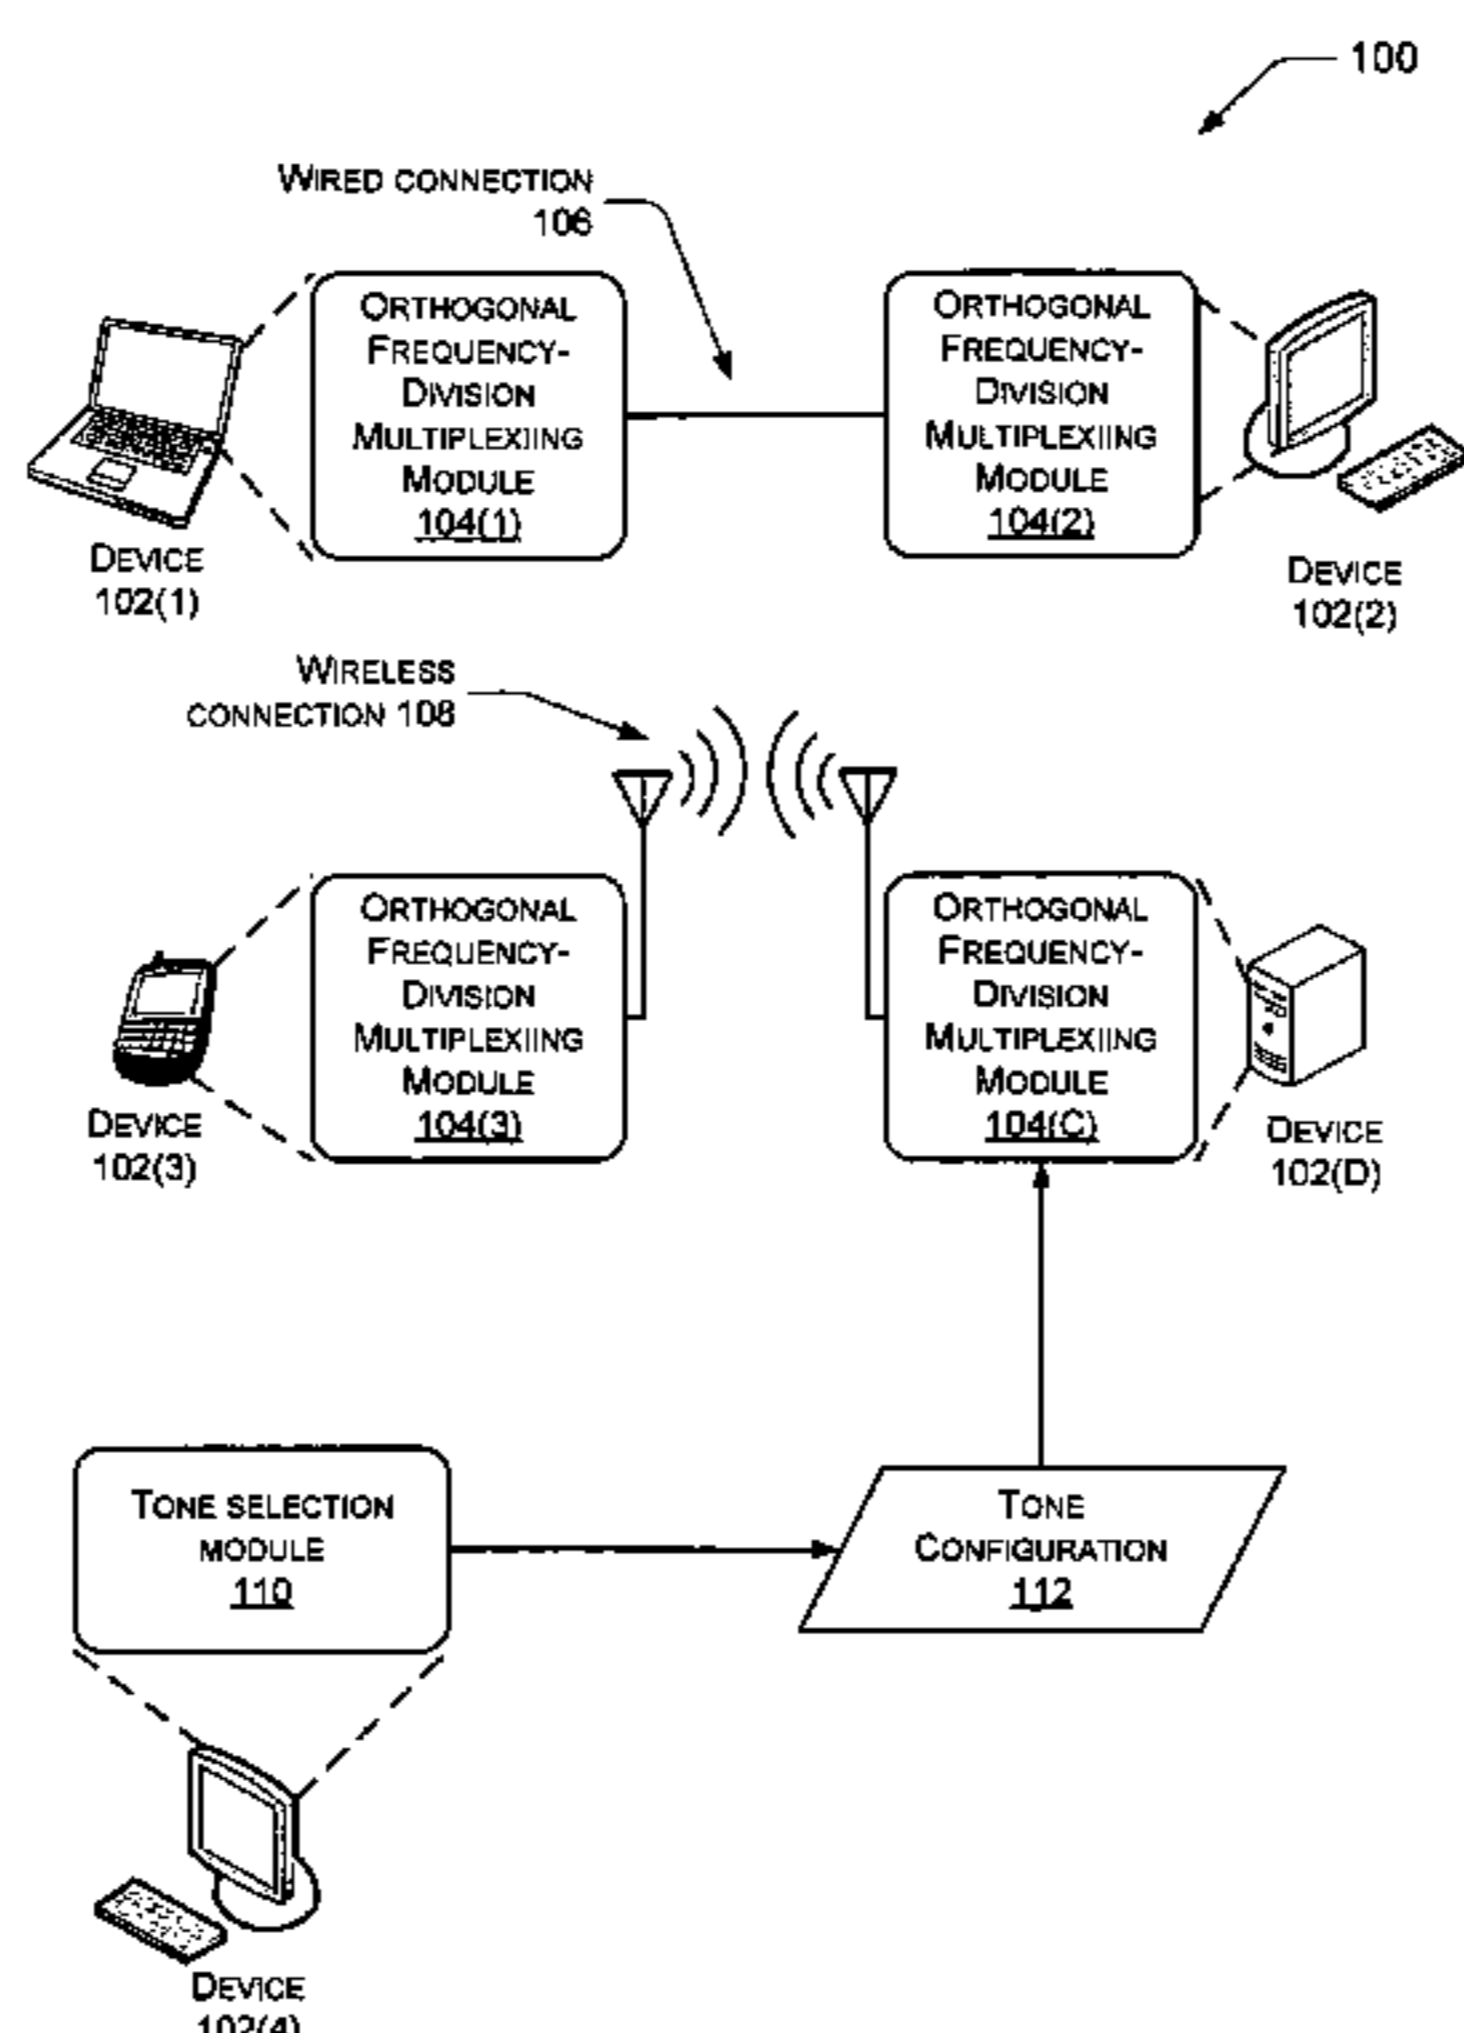 100
WIRED CONNECTION
106
ORTHOGONAL
FREQUENCY-
DIVISION
MULTIPLEXIING
MODULE
104(1)
ORTHOGONAL
FREQUENCY-
DIVISION
MULTIPLEXIING
MODULE
104(2)
DEVICE
102(1)
DEVICE
102(2)
WIRELESS
CONNECTION 108
ORTHOGONAL
FREQUENCY-
DIVISION
MULTIPLEXIING
MODULE
104(3)
ORTHOGONAL
FREQUENCY-
DIVISION
MULTIPLEXIING
MODULE
104(C)
DEVICE
102(3)
DEVICE
102(D)
TONE SELECTION
MODULE
110
TONE
CONFIGURATION
112
DEVICE
102(4)